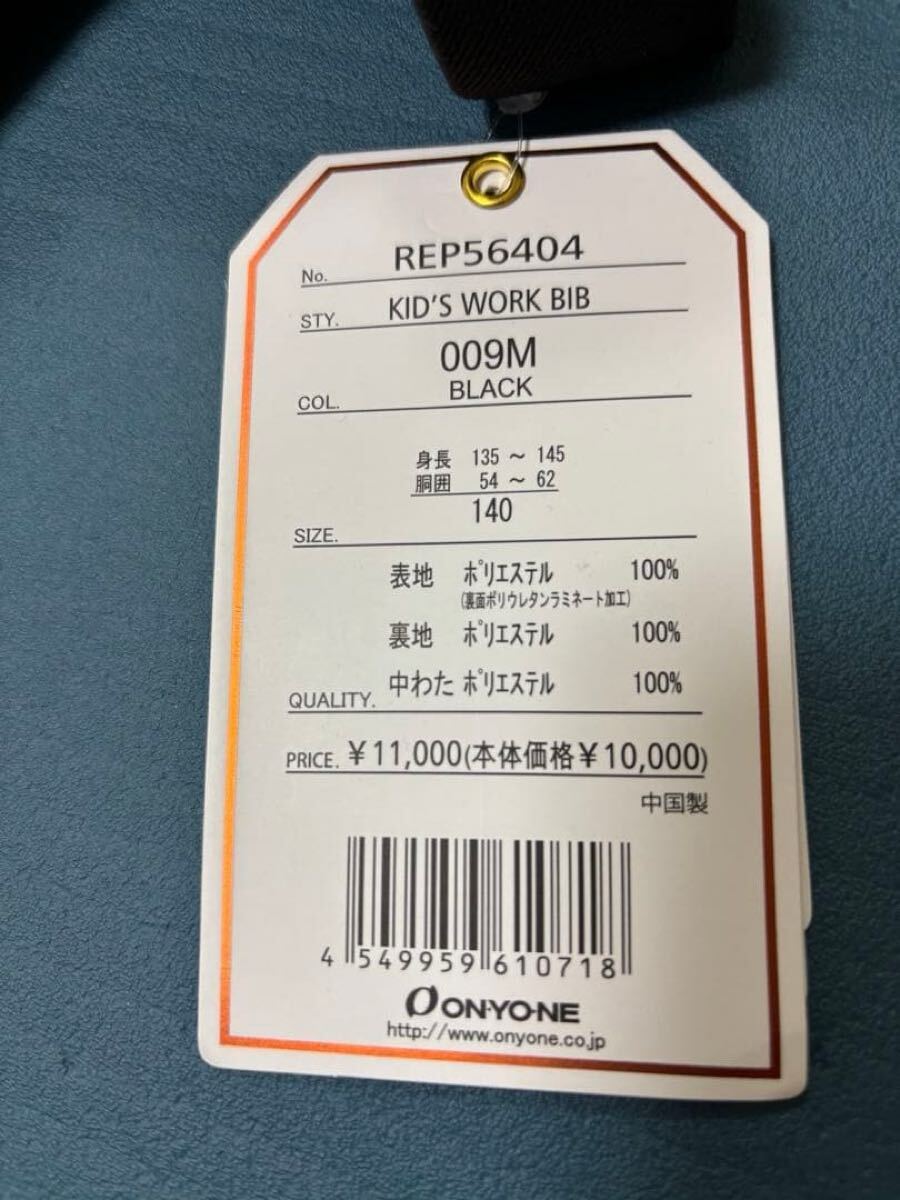 No. REP56404
STY. KID'S WORK BIB
009M
COL. BLACK
身長 135 ～ 145
胴囲 54 ～ 62
140
SIZE.
表地 ポリエステル 100%
(裏面ポリウレタンラミネート加工)
裏地 ポリエステル 100%
QUALITY. 中わた ポリエステル 100%
PRICE. ￥11,000(本体価格￥10,000)
中国製
4 549959 610718
ON・YO・NE
http://www.onyone.co.jp